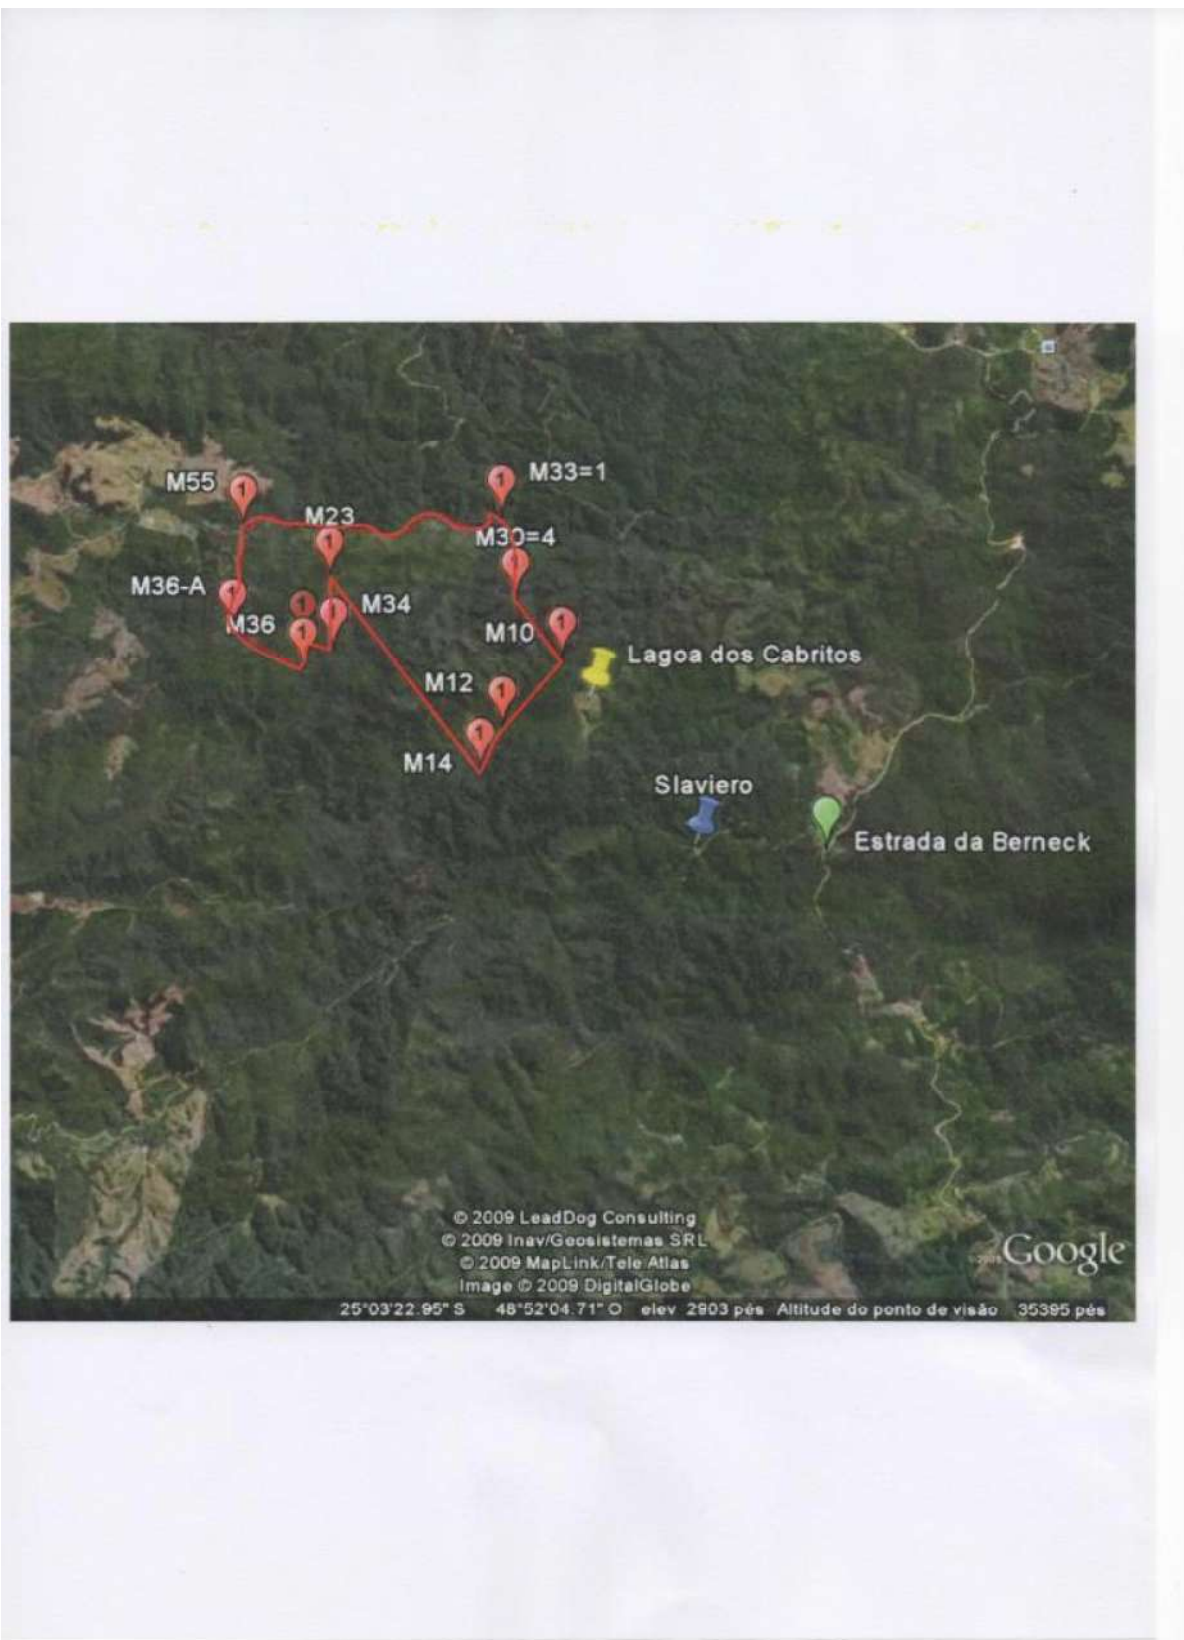 M55
M33=1
M23
M30=4
M36-A
M34
M36
M10
Lagoa dos Cabritos
M12
M14
Slaviero
Estrada da Berneck
© 2009 LeadDog Consulting
© 2009 Inav/Geosistemas SRL
© 2009 MapLink/Tele Atlas
Image © 2009 DigitalGlobe
Google
25°03'22.95" S 48°52'04.71" O elev 2903 pés Altitude do ponto de visão 35395 pés